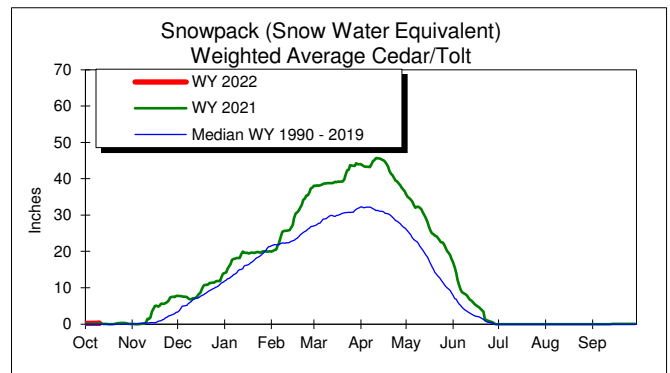 Snowpack (Snow Water Equivalent)
Weighted Average Cedar/Tolt
70
60
50
40
30
20
10
0
Inches
WY 2022
WY 2021
Median WY 1990 - 2019
Oct Nov Dec Jan Feb Mar Apr May Jun Jul Aug Sep